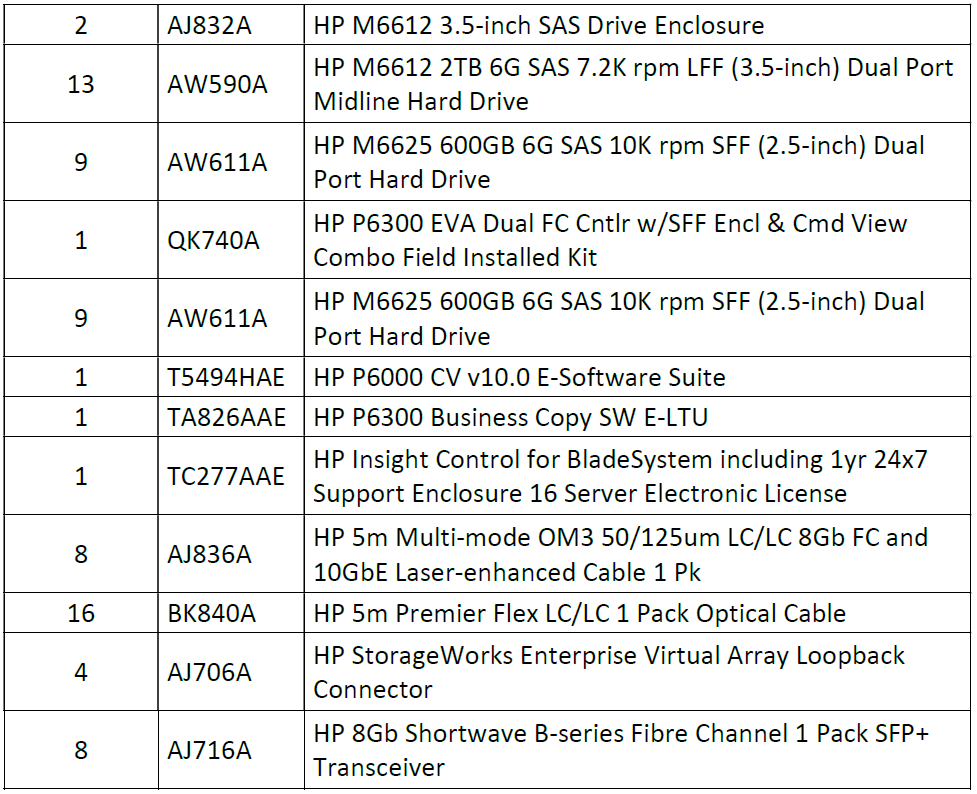 2 AJ832A HP M6612 3.5-inch SAS Drive Enclosure
13 AW590A HP M6612 2TB 6G SAS 7.2K rpm LFF (3.5-inch) Dual Port
Midline Hard Drive
9 AW611A HP M6625 600GB 6G SAS 10K rpm SFF (2.5-inch) Dual
Port Hard Drive
1 QK740A HP P6300 EVA Dual FC Cntlr w/SFF Encl & Cmd View
Combo Field Installed Kit
9 AW611A HP M6625 600GB 6G SAS 10K rpm SFF (2.5-inch) Dual
Port Hard Drive
1 T5494HAE HP P6000 CV v10.0 E-Software Suite
1 TA826AAE HP P6300 Business Copy SW E-LTU
1 TC277AAE HP Insight Control for BladeSystem including 1yr 24x7
Support Enclosure 16 Server Electronic License
8 AJ836A HP 5m Multi-mode OM3 50/125um LC/LC 8Gb FC and
10GbE Laser-enhanced Cable 1 Pk
16 BK840A HP 5m Premier Flex LC/LC 1 Pack Optical Cable
4 AJ706A HP StorageWorks Enterprise Virtual Array Loopback
Connector
8 AJ716A HP 8Gb Shortwave B-series Fibre Channel 1 Pack SFP+
Transceiver